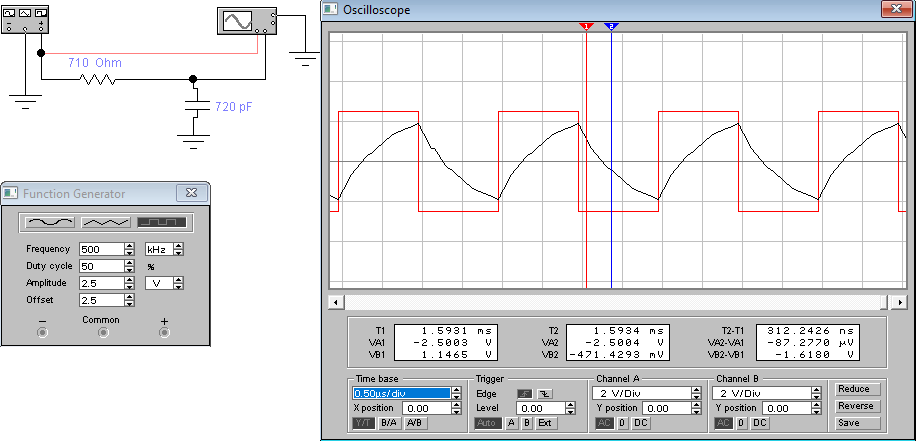 Oscilloscope
710 Ohm
720 pF
1
2
Function Generator
Frequency 500 kHz
Duty cycle 50 %
Amplitude 2.5 V
Offset 2.5
− Common +
T1 1.5931 ms
VA1 -2.5003 V
VB1 1.1465 V
T2 1.5934 ms
VA2 -2.5004 V
VB2 -471.4293 mV
T2-T1 312.2426 ns
VA2-VA1 -87.2770 µV
VB2-VB1 -1.6180 V
Time base
0.50µs/div
X position 0.00
Y/T B/A A/B
Trigger
Edge
Level 0.00
Auto A B Ext
Channel A
2 V/Div
Y position 0.00
AC 0 DC
Channel B
2 V/Div
Y position 0.00
AC 0 DC
Reduce
Reverse
Save